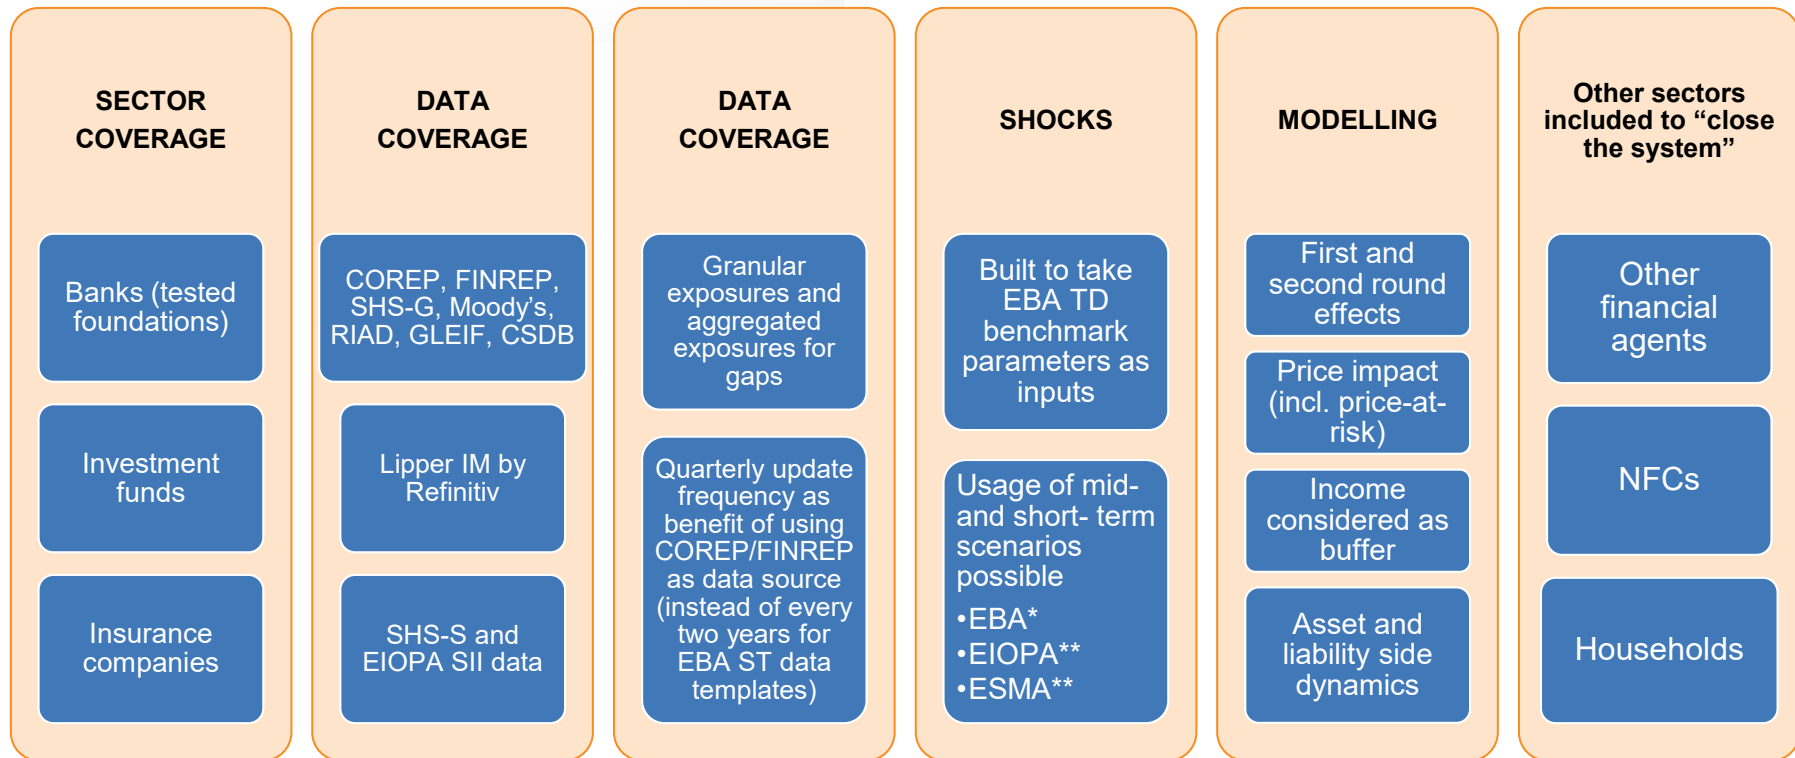 SECTOR
COVERAGE
Banks (tested
foundations)
Investment
funds
Insurance
companies
DATA
COVERAGE
COREP, FINREP,
SHS-G, Moody’s,
RIAD, GLEIF, CSDB
Lipper IM by
Refinitiv
SHS-S and
EIOPA SII data
DATA
COVERAGE
Granular
exposures and
aggregated
exposures for
gaps
Quarterly update
frequency as
benefit of using
COREP/FINREP
as data source
(instead of every
two years for
EBA ST data
templates)
SHOCKS
Built to take
EBA TD
benchmark
parameters as
inputs
Usage of mid-
and short- term
scenarios
possible
•EBA*
•EIOPA**
•ESMA**
MODELLING
First and
second round
effects
Price impact
(incl. price-at-
risk)
Income
considered as
buffer
Asset and
liability side
dynamics
Other sectors
included to “close
the system”
Other
financial
agents
NFCs
Households